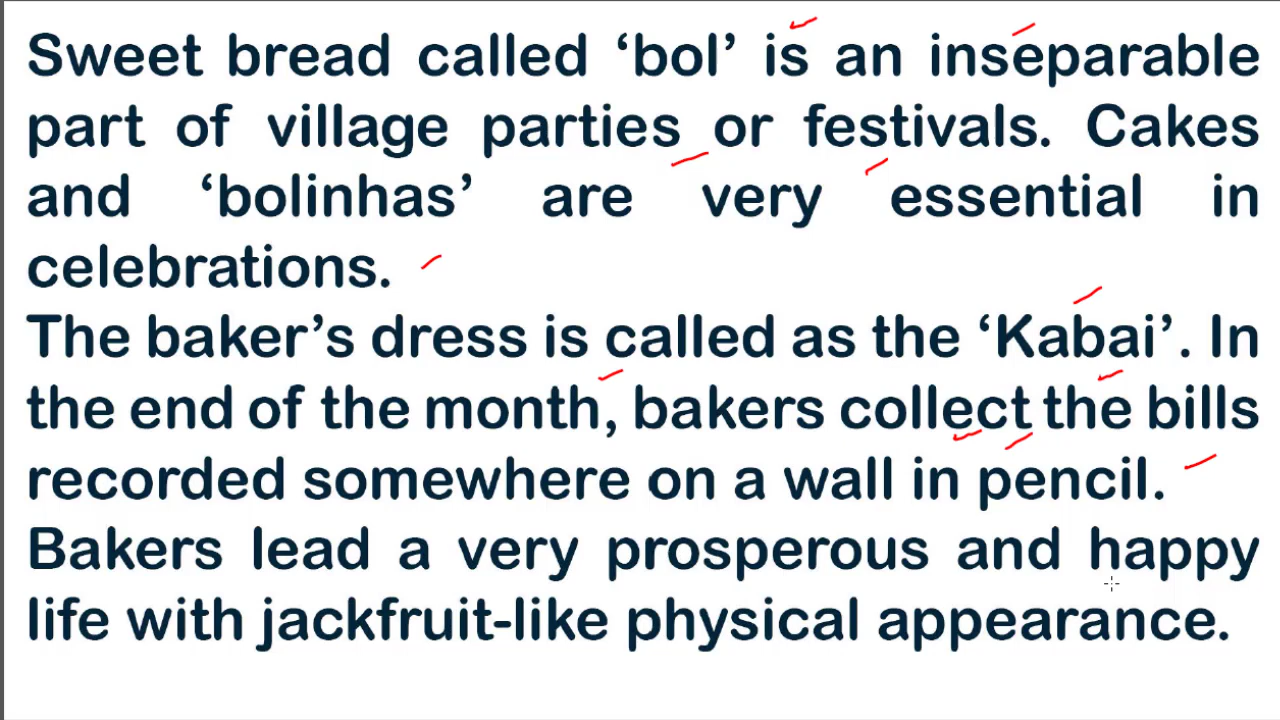 Sweet bread called ‘bol’ is an inseparable
part of village parties or festivals. Cakes
and ‘bolinhas’ are very essential in
celebrations.
The baker’s dress is called as the ‘Kabai’. In
the end of the month, bakers collect the bills
recorded somewhere on a wall in pencil.
Bakers lead a very prosperous and happy
life with jackfruit-like physical appearance.